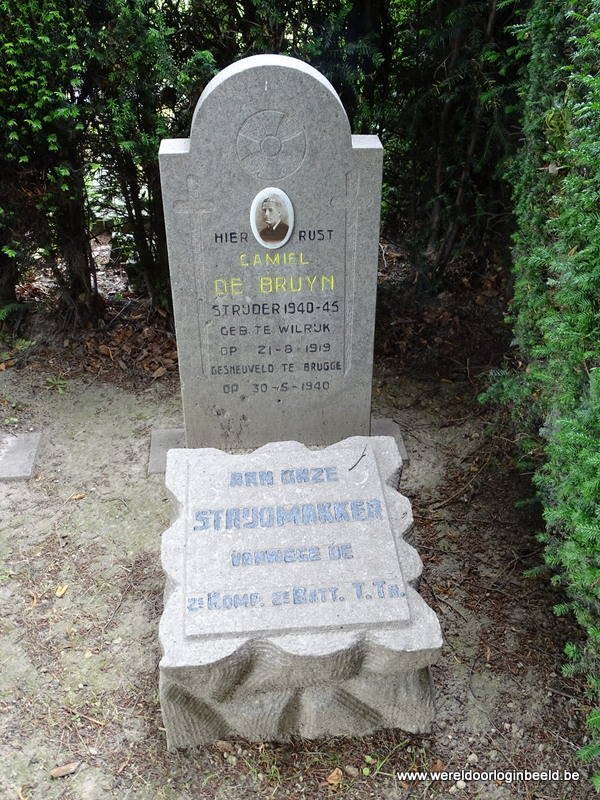 HIER RUST
CAMIEL
DE BRUYN
STRIJDER 1940-45
GEB. TE WILRIJK
OP 21-8-1919
GESNEUVELD TE BRUGGE
OP 30-5-1940
AAN ONZE
STRIJDMAKKER
VANWEGE DE
2E KOMP. 2E BATT. T. TR.
www.wereldoorloginbeeld.be